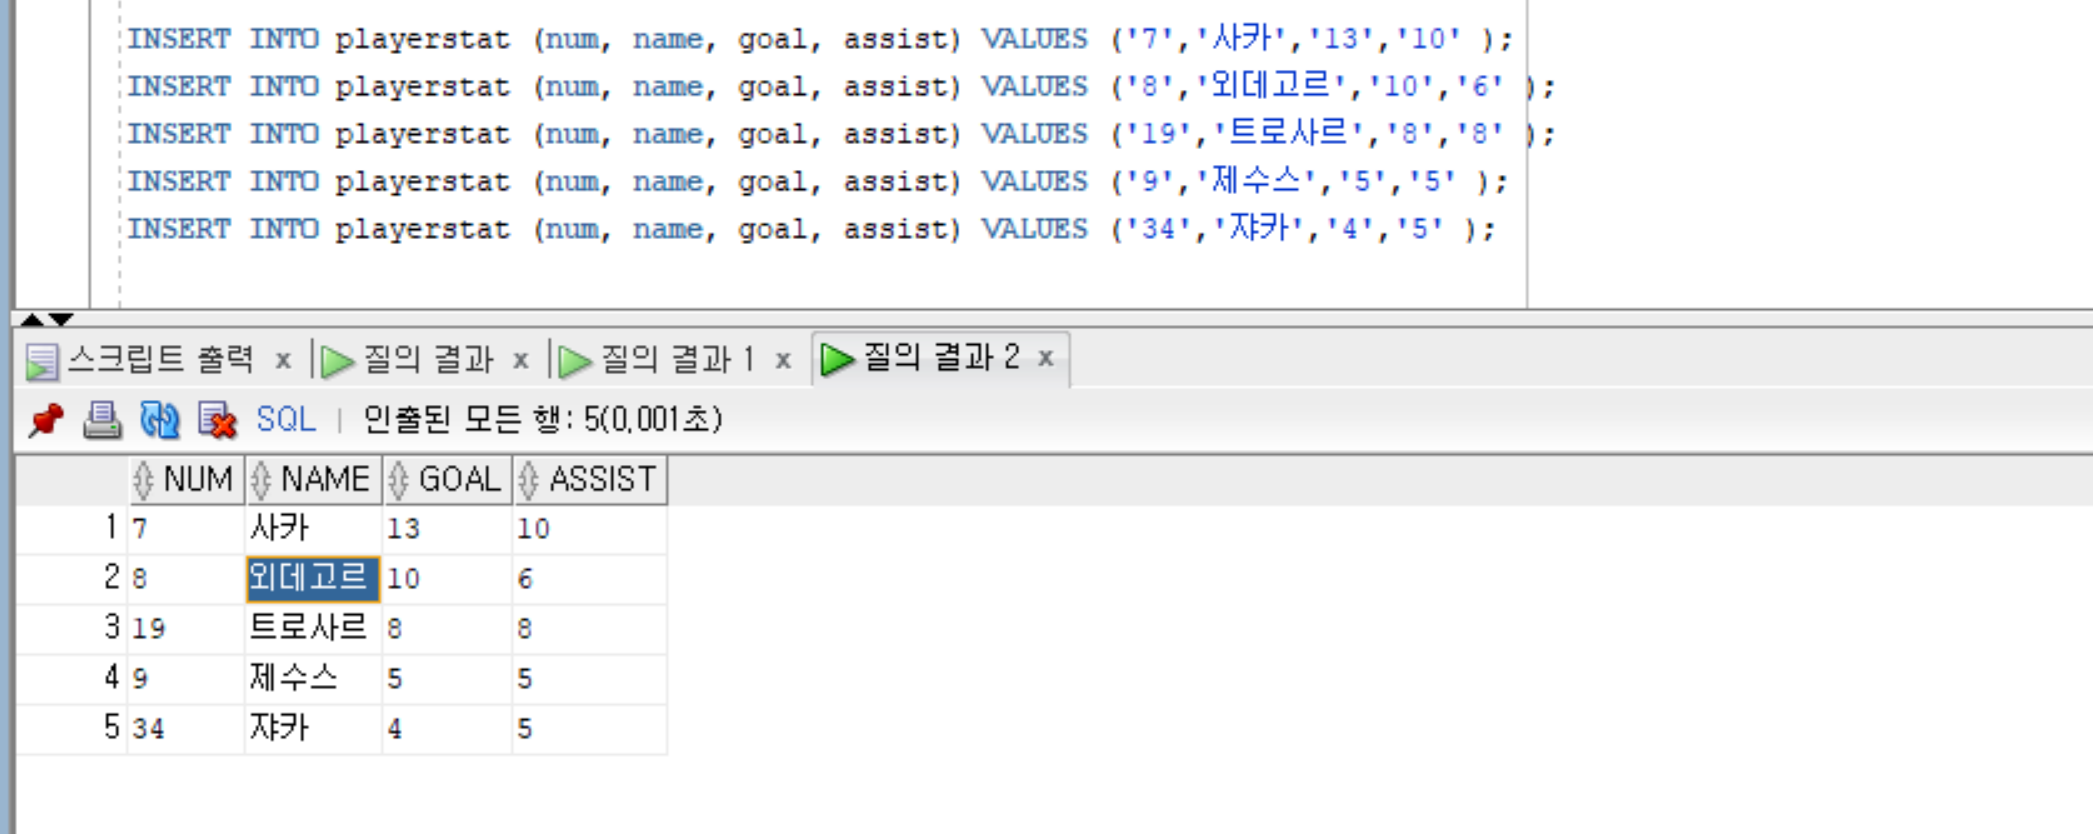 INSERT INTO playerstat (num, name, goal, assist) VALUES ('7','사카','13','10' );
INSERT INTO playerstat (num, name, goal, assist) VALUES ('8','외데고르','10','6' );
INSERT INTO playerstat (num, name, goal, assist) VALUES ('19','트로사르','8','8' );
INSERT INTO playerstat (num, name, goal, assist) VALUES ('9','제수스','5','5' );
INSERT INTO playerstat (num, name, goal, assist) VALUES ('34','쟈카','4','5' );
스크립트 출력 x 질의 결과 x 질의 결과 1 x 질의 결과 2 x
SQL | 인출된 모든 행: 5(0,001초)
NUM NAME GOAL ASSIST
1 7 사카 13 10
2 8 외데고르 10 6
3 19 트로사르 8 8
4 9 제수스 5 5
5 34 쟈카 4 5